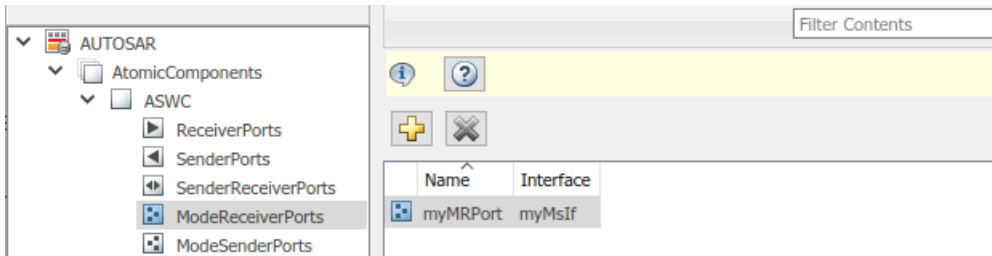 Filter Contents
AUTOSAR
AtomicComponents
ASWC
ReceiverPorts
SenderPorts
SenderReceiverPorts
ModeReceiverPorts
ModeSenderPorts
Name Interface
myMRPort myMsIf